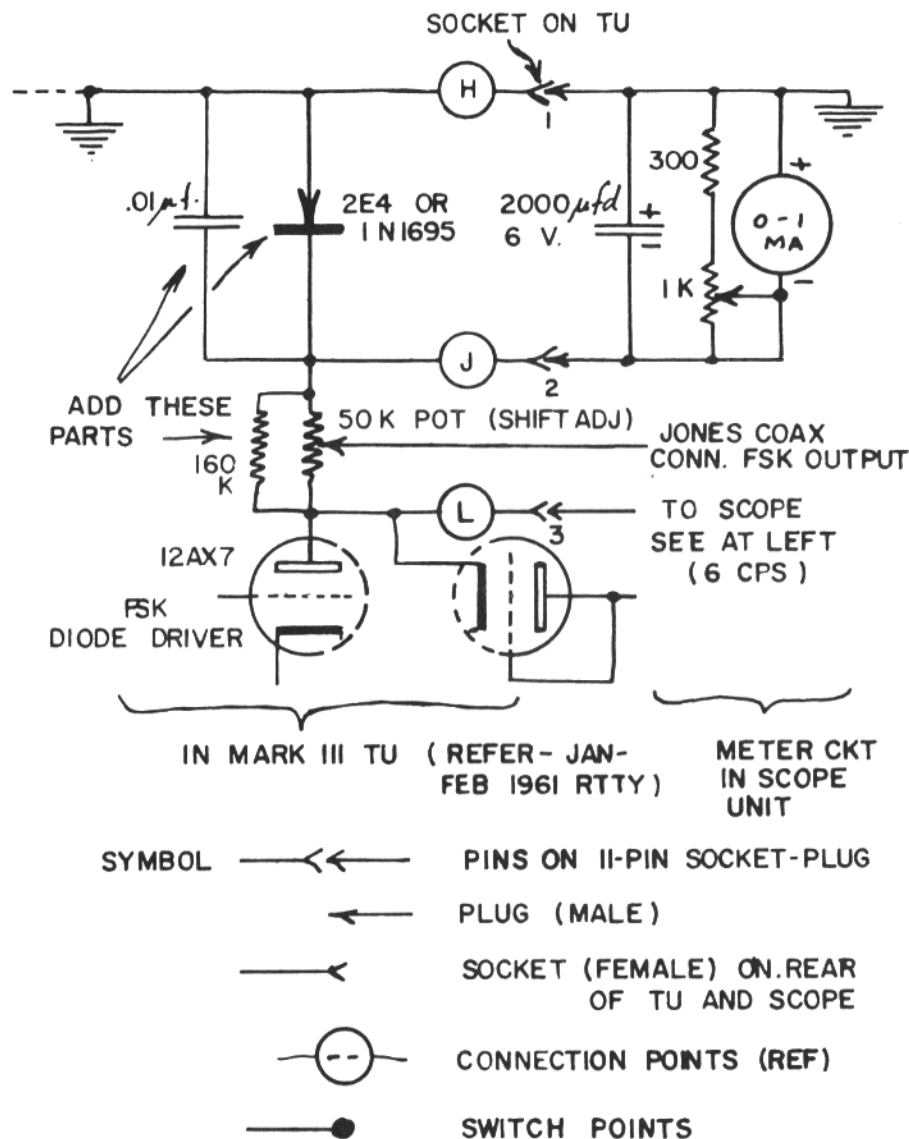 SOCKET ON TU
H
1
.01 µf.
2E4 OR
1N1695
2000 µfd
6 V.
+
-
300
1K
+
0-1
MA
-
J
2
ADD THESE
PARTS
160
K
50K POT (SHIFT ADJ)
JONES COAX
CONN. FSK OUTPUT
L
3
TO SCOPE
SEE AT LEFT
(6 CPS)
12AX7
FSK
DIODE DRIVER
IN MARK III TU (REFER-JAN-
FEB 1961 RTTY)
METER CKT
IN SCOPE
UNIT
SYMBOL
PINS ON 11-PIN SOCKET-PLUG
PLUG (MALE)
SOCKET (FEMALE) ON.REAR
OF TU AND SCOPE
--
CONNECTION POINTS (REF)
SWITCH POINTS